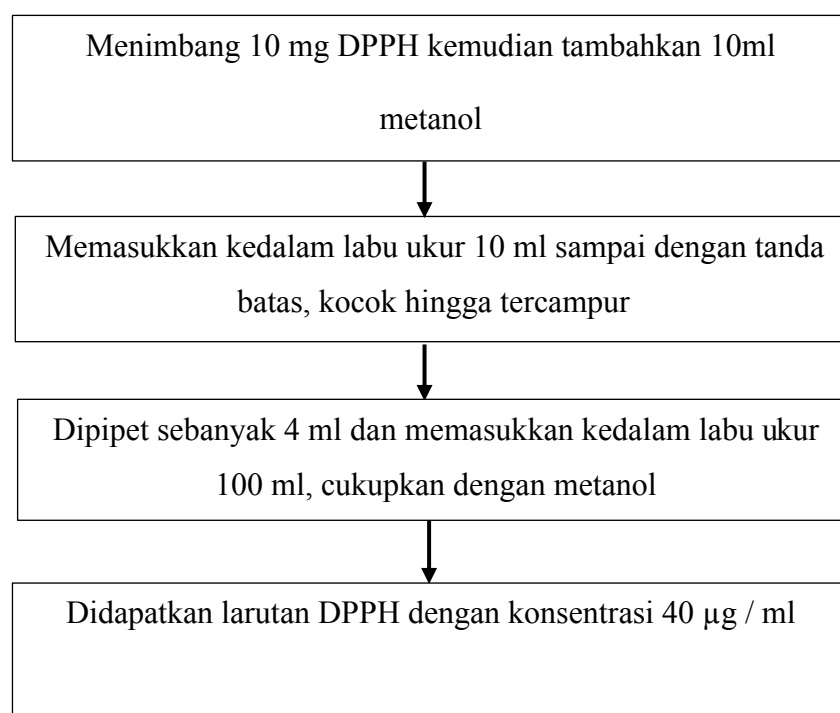 Menimbang 10 mg DPPH kemudian tambahkan 10ml
metanol
Memasukkan kedalam labu ukur 10 ml sampai dengan tanda
batas, kocok hingga tercampur
Dipipet sebanyak 4 ml dan memasukkan kedalam labu ukur
100 ml, cukupkan dengan metanol
Didapatkan larutan DPPH dengan konsentrasi 40 µg / ml